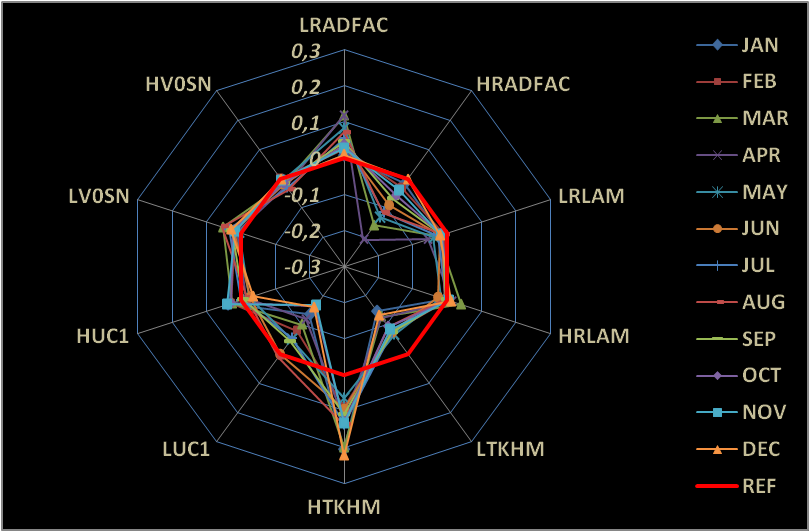 LRADFAC
0,3
HV0SN
HRADFAC
0,2
0,1
0
LV0SN
LRLAM
-0,1
-0,2
-0,3
HUC1
HRLAM
LUC1
LTKHM
HTKHM
JAN
FEB
MAR
APR
MAY
JUN
JUL
AUG
SEP
OCT
NOV
DEC
REF